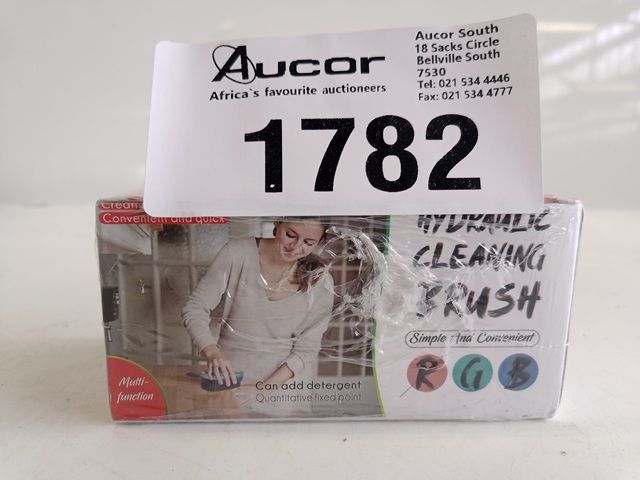 Aucor
Africa`s favourite auctioneers
Aucor South
18 Sacks Circle
Bellville South
7530
Tel: 021 534 4446
Fax: 021 534 4777
1782
Convenient and quick
HYDRAULIC
CLEANING
BRUSH
Simple And Convenient
R G B
Multi-
function
Can add detergent
Quantitative fixed point